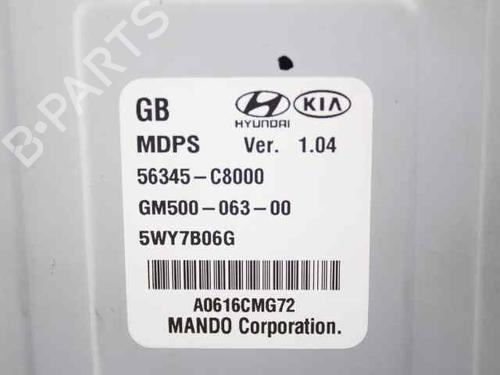 B-PARTS
GB HYUNDAI KIA
MDPS Ver. 1.04
56345-C8000
GM500-063-00
5WY7B06G
A0616CMG72
MANDO Corporation.